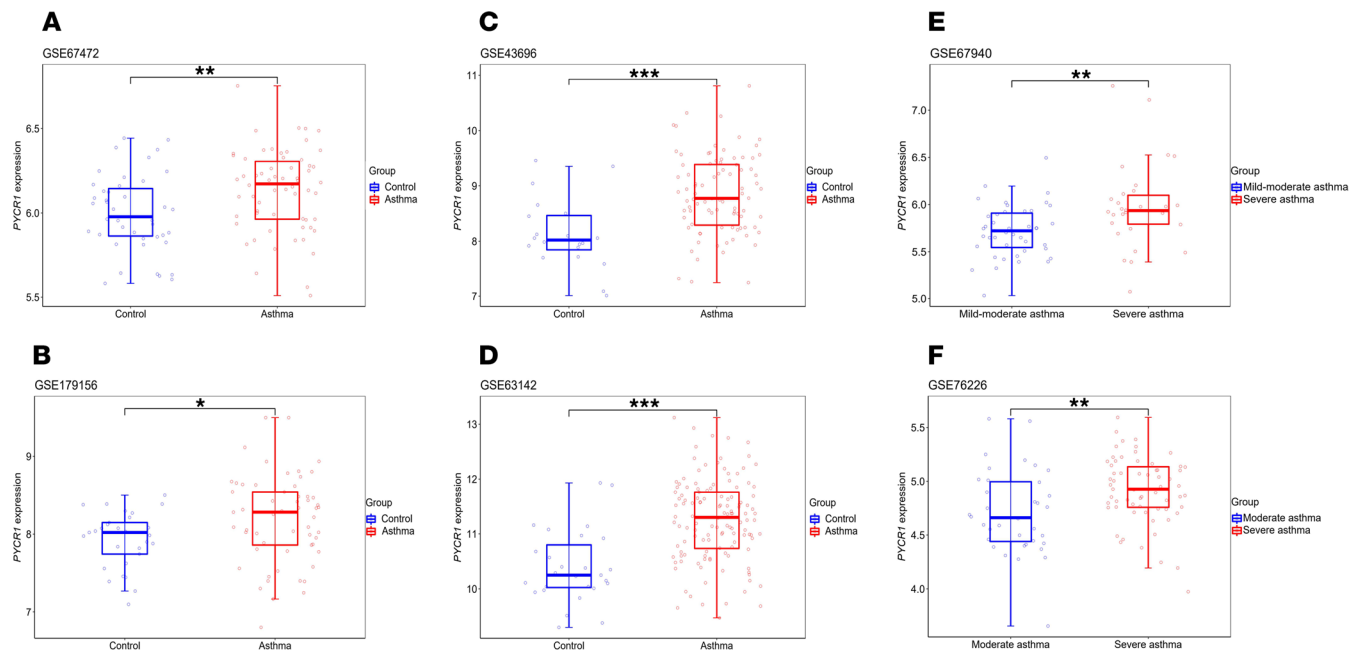 A
GSE67472
**
PYCR1 expression
6.5
6.0
5.5
Control
Asthma
Group
Control
Asthma
C
GSE43696
***
PYCR1 expression
11
10
9
8
7
Control
Asthma
Group
Control
Asthma
E
GSE67940
**
PYCR1 expression
7.0
6.5
6.0
5.5
5.0
Mild-moderate asthma
Severe asthma
Group
Mild-moderate asthma
Severe asthma
B
GSE179156
*
PYCR1 expression
9
8
7
Control
Asthma
Group
Control
Asthma
D
GSE63142
***
PYCR1 expression
13
12
11
10
Control
Asthma
Group
Control
Asthma
F
GSE76226
**
PYCR1 expression
5.5
5.0
4.5
4.0
Moderate asthma
Severe asthma
Group
Moderate asthma
Severe asthma